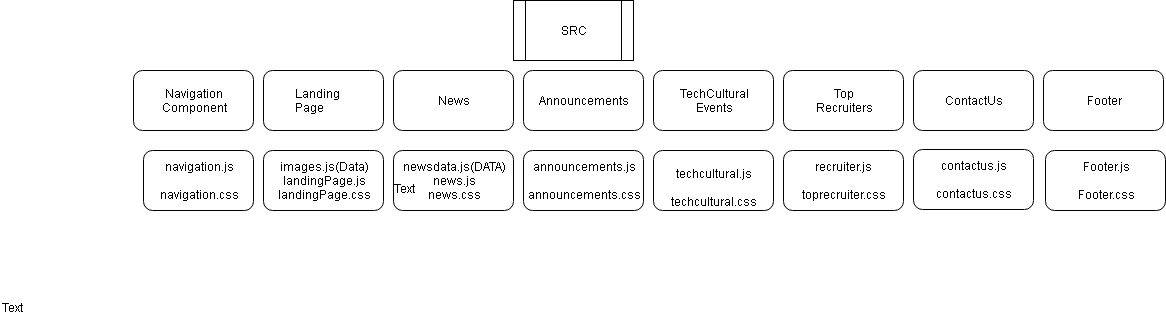 SRC
Navigation
Component
Landing
Page
News
Announcements
TechCultural
Events
Top
Recruiters
ContactUs
Footer
navigation.js
navigation.css
images.js(Data)
landingPage.js
landingPage.css
newsdata.js(DATA)
news.js
Text
news.css
announcements.js
announcements.css
techcultural.js
techcultural.css
recruiter.js
toprecruiter.css
contactus.js
contactus.css
Footer.js
Footer.css
Text